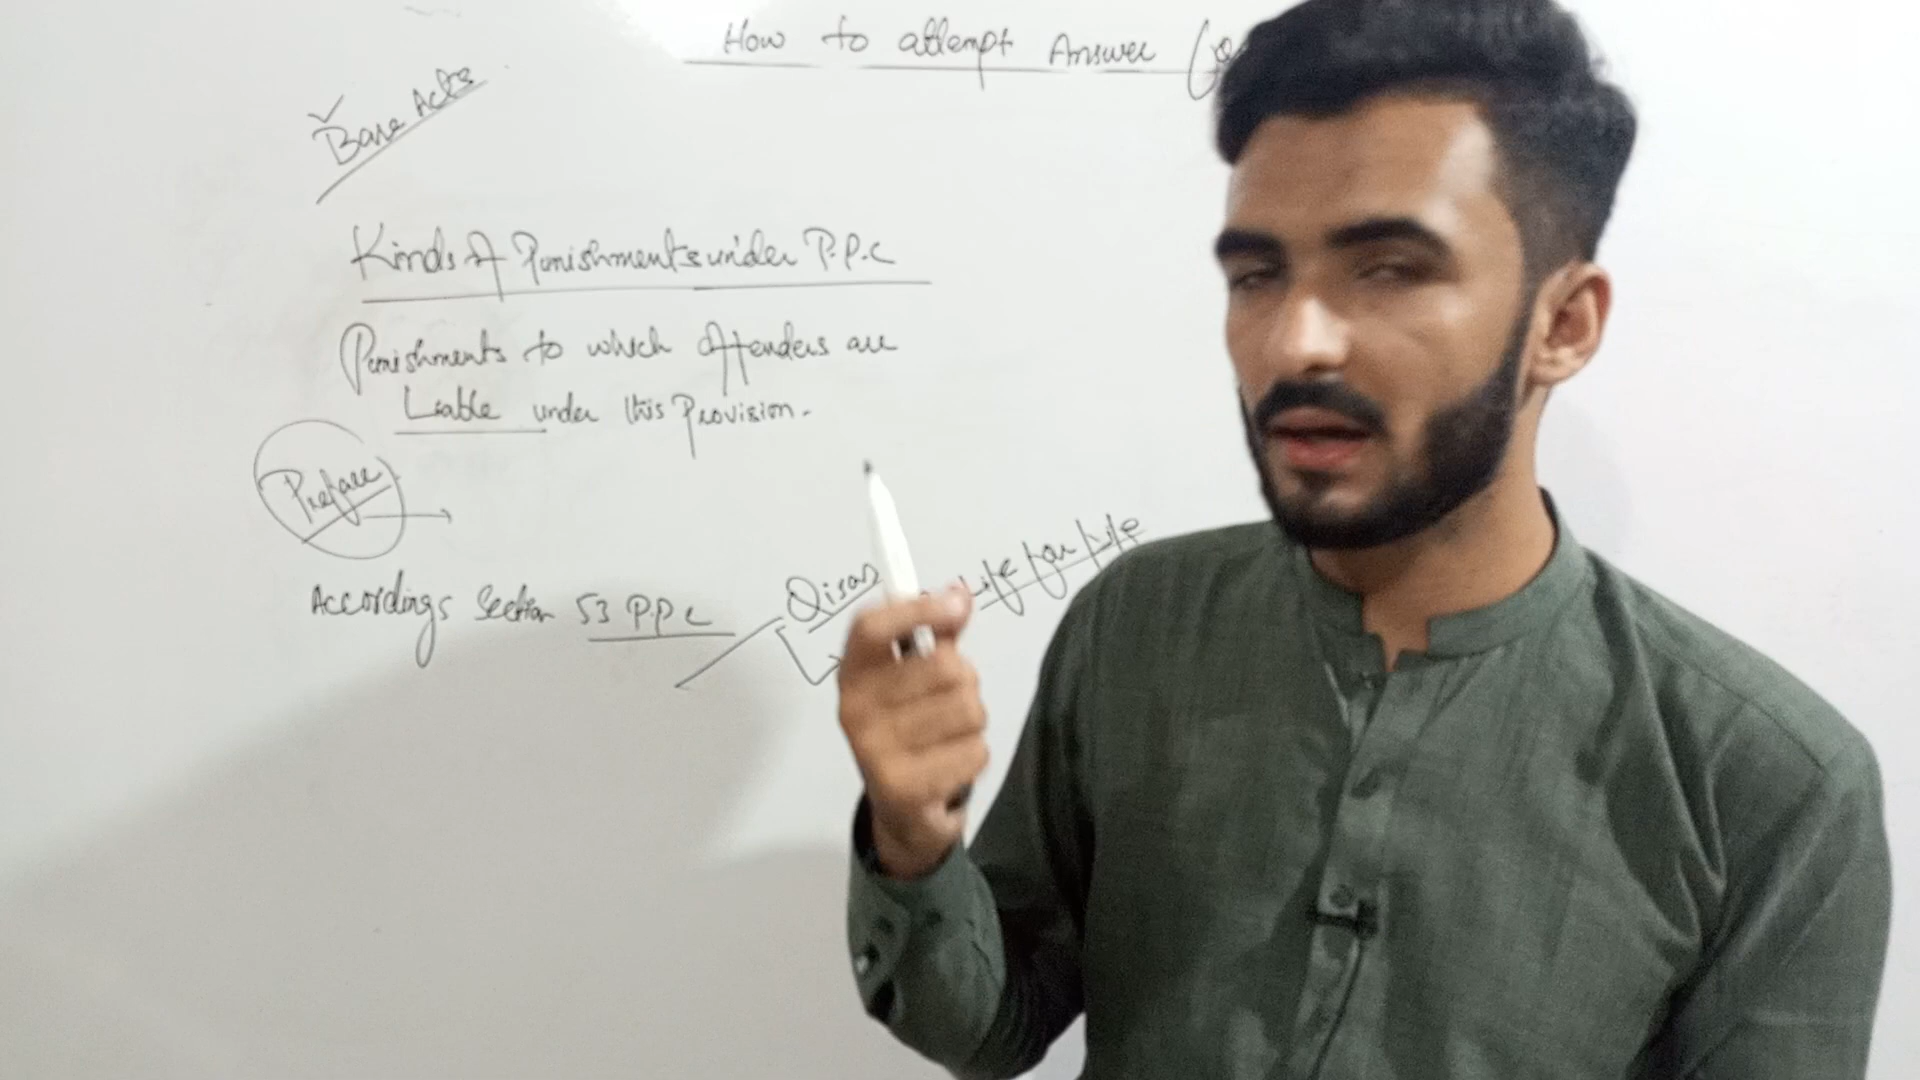 How to attempt Answer
Bare Acts
Kinds of Punishments under P.P.C
Punishments to which offenders are
Liable under this Provision.
Preface
Accordings Section 53 P.P.C
Qisas
Life for Life